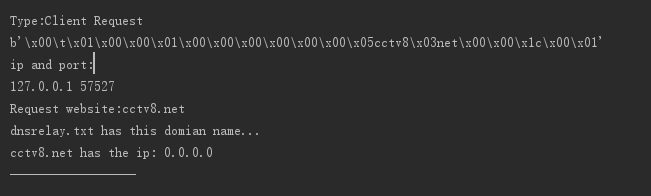 Type:Client Request
b'\x00\t\x01\x00\x00\x01\x00\x00\x00\x00\x00\x00\x05cctv8\x03net\x00\x00\x1c\x00\x01'
ip and port:
127.0.0.1 57527
Request website:cctv8.net
dnsrelay.txt has this domian name...
cctv8.net has the ip: 0.0.0.0
__________________